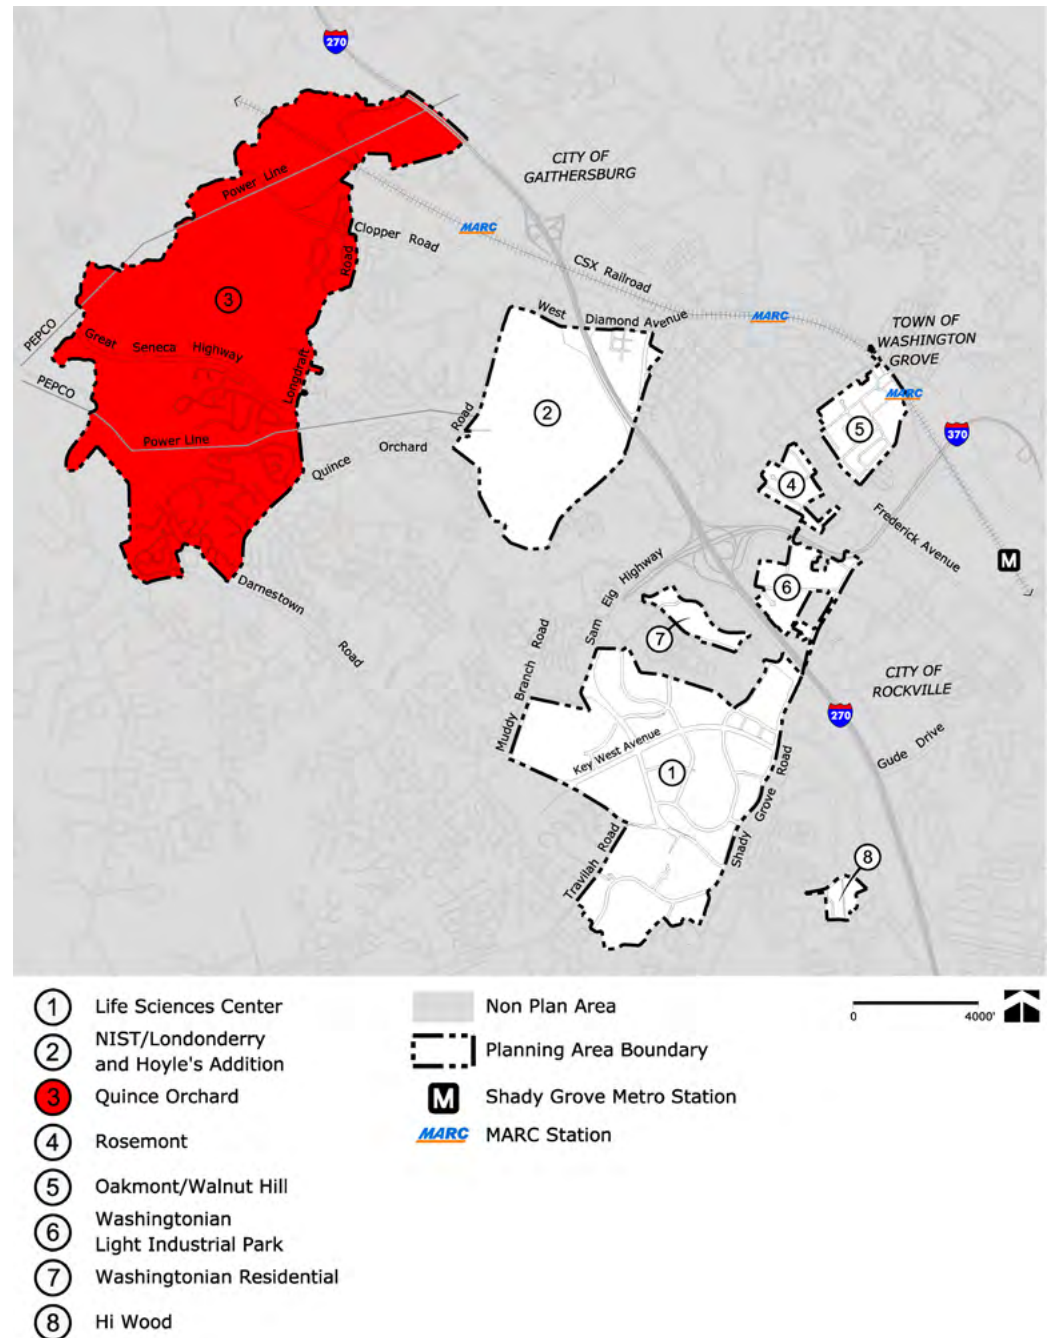 270
CITY OF
GAITHERSBURG
Power Line
Clopper Road
MARC
Road
CSX Railroad
3
West Diamond Avenue
MARC
TOWN OF
WASHINGTON
GROVE
PEPCO
Great Seneca Highway
Longdraft
PEPCO
MARC
2
Road
5
370
Power Line
Orchard
Quince
4
Frederick Avenue
M
Sam Eig Highway
6
Darnestown
Road
7
Muddy Branch Road
CITY OF
ROCKVILLE
270
Key West Avenue
Gude Drive
1
Shady Grove Road
Travilah Road
8
1 Life Sciences Center
2 NIST/Londonderry
and Hoyle's Addition
3 Quince Orchard
4 Rosemont
5 Oakmont/Walnut Hill
6 Washingtonian
Light Industrial Park
7 Washingtonian Residential
8 Hi Wood
Non Plan Area
Planning Area Boundary
M Shady Grove Metro Station
MARC MARC Station
0 4000'